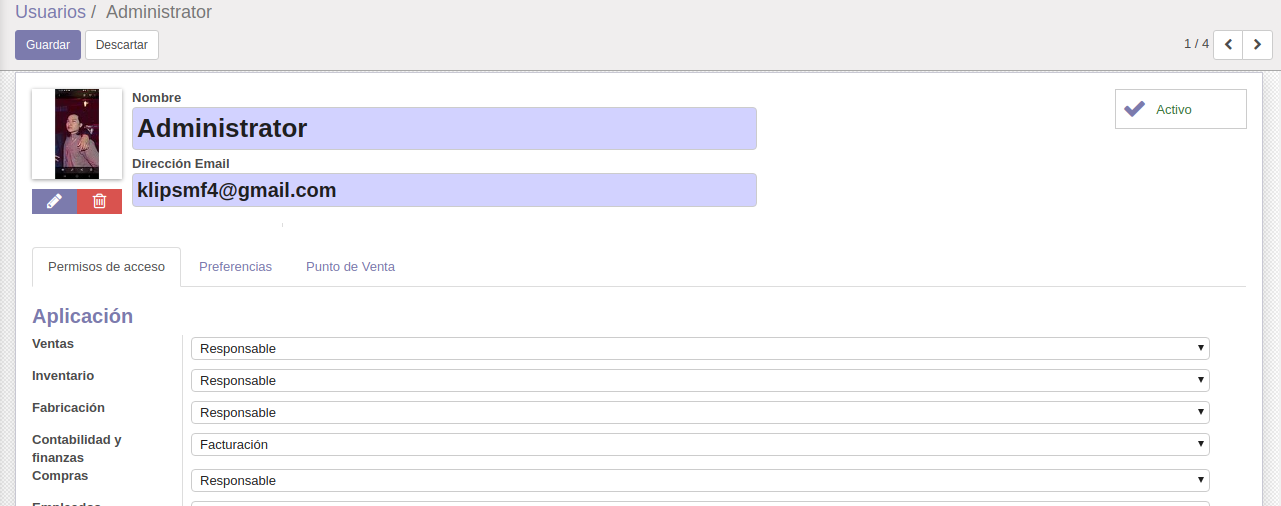 Usuarios / Administrator
Guardar Descartar 1 / 4
Nombre
Administrator
Activo
Dirección Email
klipsmf4@gmail.com
Permisos de acceso Preferencias Punto de Venta
Aplicación
Ventas Responsable
Inventario Responsable
Fabricación Responsable
Contabilidad y finanzas Facturación
Compras Responsable
Empleados